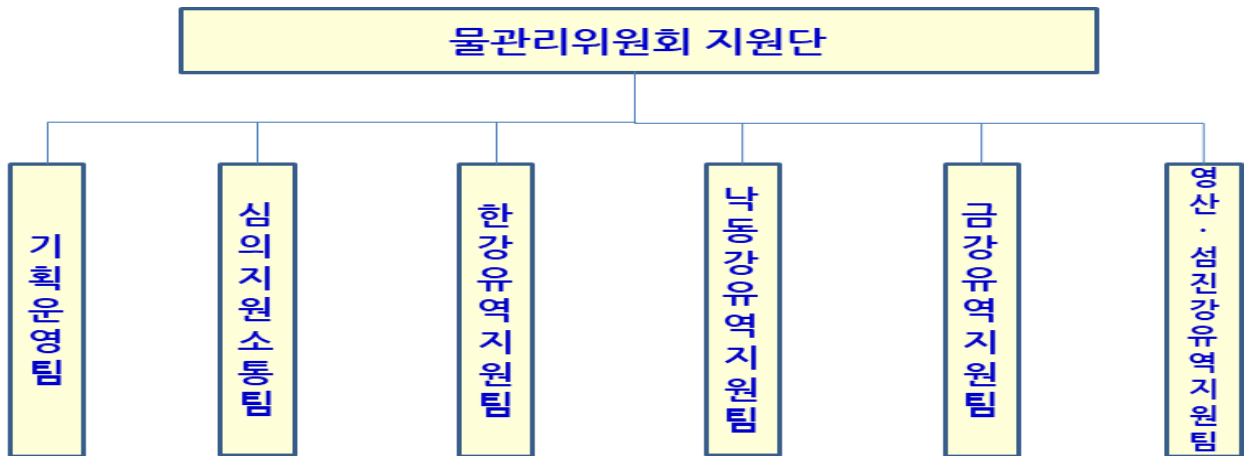 물관리위원회 지원단
기획운영팀
심의지원소통팀
한강유역지원팀
낙동강유역지원팀
금강유역지원팀
영산·섬진강유역지원팀